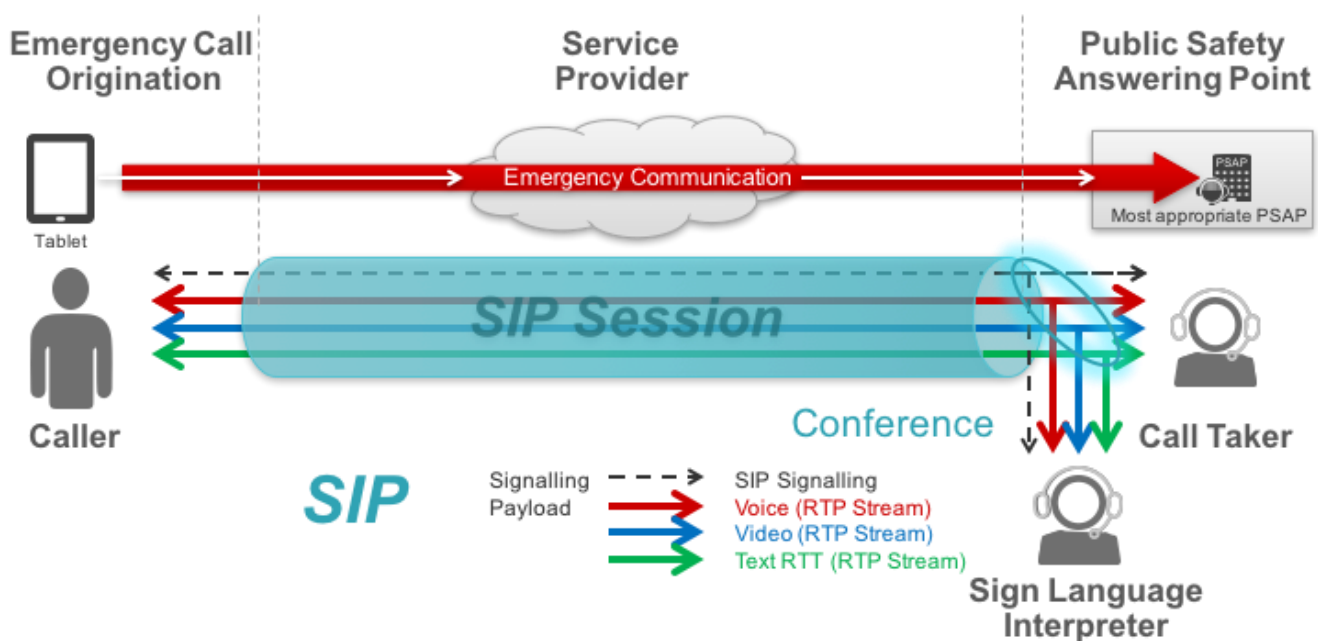 Emergency Call
Origination
Service
Provider
Public Safety
Answering Point
Tablet
Emergency Communication
PSAP
Most appropriate PSAP
SIP Session
Caller
Conference
Call Taker
SIP
Signalling
SIP Signalling
Payload
Voice (RTP Stream)
Video (RTP Stream)
Text RTT (RTP Stream)
Sign Language
Interpreter